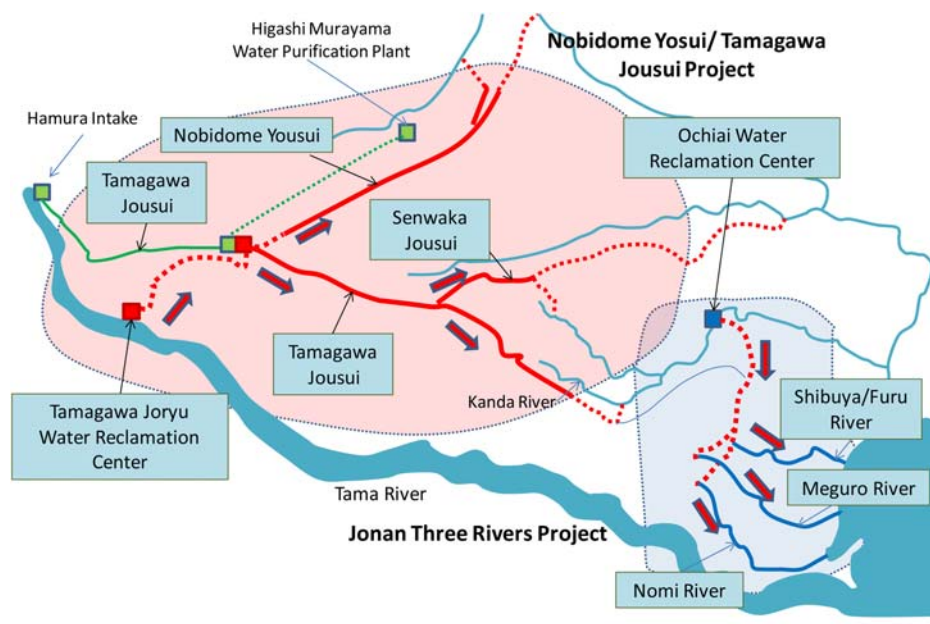 Higashi Murayama
Water Purification Plant
Nobidome Yosui/ Tamagawa
Jousui Project
Hamura Intake
Nobidome Yousui
Ochiai Water
Reclamation Center
Tamagawa
Jousui
Senwaka
Jousui
Tamagawa
Jousui
Kanda River
Tamagawa Joryu
Water Reclamation
Center
Shibuya/Furu
River
Meguro River
Tama River
Jonan Three Rivers Project
Nomi River